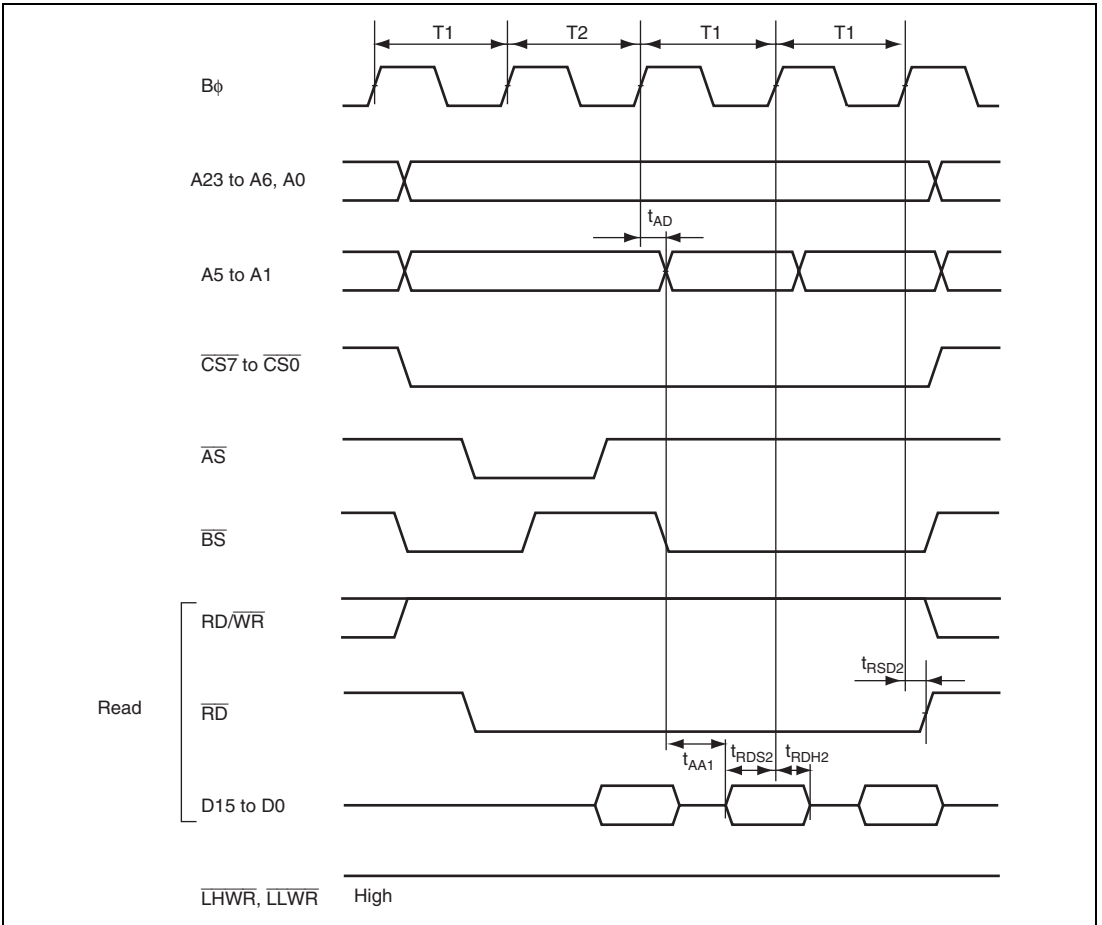 T1 T2 T1 T1
Bϕ
A23 to A6, A0
tAD
A5 to A1
CS7 to CS0
AS
BS
RD/WR
tRSD2
Read
RD
tAA1 tRDS2 tRDH2
D15 to D0
LHWR, LLWR High